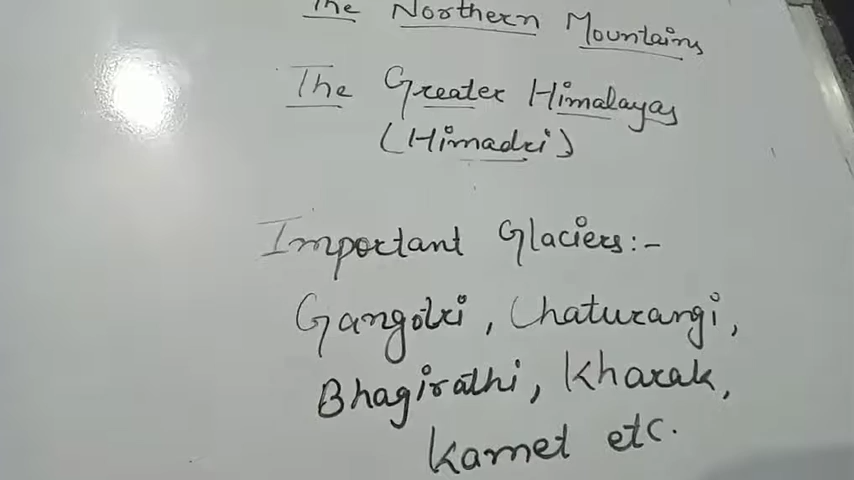 The Northern Mountains
The Greater Himalayas
(Himadri)
Important Glaciers:-
Gangotri, Chaturangi,
Bhagirathi, Kharak,
Kamet etc.